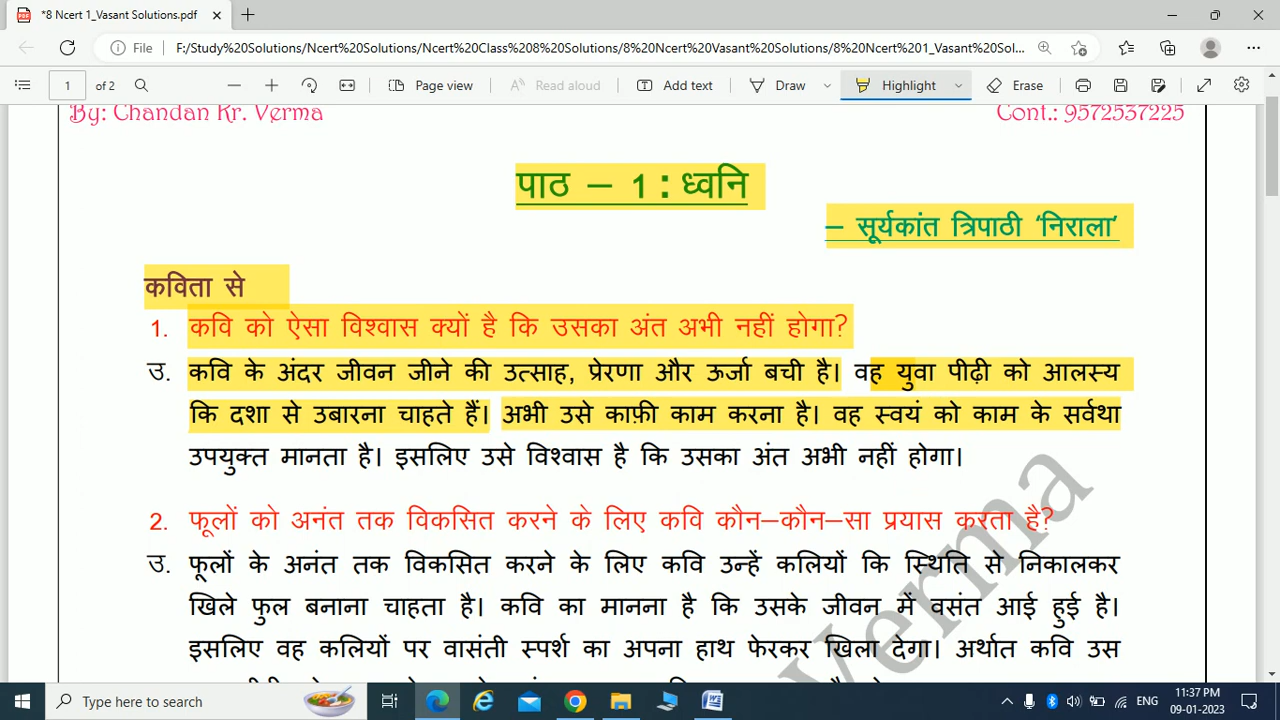 *8 Ncert 1_Vasant Solutions.pdf
File F:/Study%20Solutions/Ncert%20Solutions/Ncert%20Class%208%20Solutions/8%20Ncert%20Vasant%20Solutions/8%20Ncert%201_Vasant%20Sol...
1 of 2 Page view Read aloud Add text Draw Highlight Erase
By: Chandan Kr. Verma Cont.: 9572537225
पाठ – 1 : ध्वनि
– सूर्यकांत त्रिपाठी ‘निराला’
कविता से
1. कवि को ऐसा विश्वास क्यों है कि उसका अंत अभी नहीं होगा?
उ. कवि के अंदर जीवन जीने की उत्साह, प्रेरणा और ऊर्जा बची है। वह युवा पीढ़ी को आलस्य
कि दशा से उबारना चाहते हैं। अभी उसे काफ़ी काम करना है। वह स्वयं को काम के सर्वथा
उपयुक्त मानता है। इसलिए उसे विश्वास है कि उसका अंत अभी नहीं होगा।
2. फूलों को अनंत तक विकसित करने के लिए कवि कौन–कौन–सा प्रयास करता है?
उ. फूलों के अनंत तक विकसित करने के लिए कवि उन्हें कलियों कि स्थिति से निकालकर
खिले फुल बनाना चाहता है। कवि का मानना है कि उसके जीवन में वसंत आई हुई है।
इसलिए वह कलियों पर वासंती स्पर्श का अपना हाथ फेरकर खिला देगा। अर्थात कवि उस
Verma
Type here to search
ENG
11:37 PM
09-01-2023